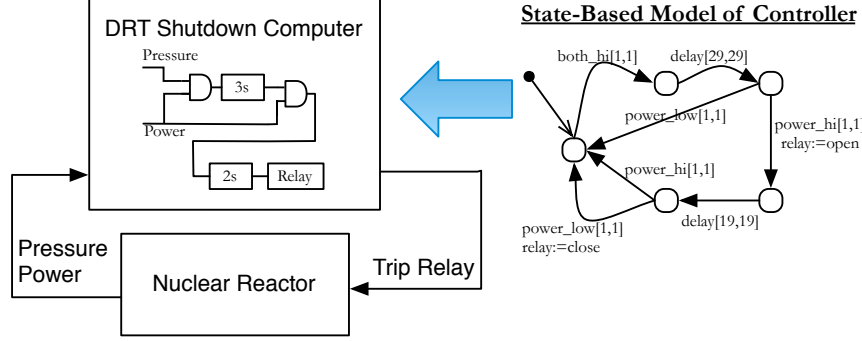 DRT Shutdown Computer
Pressure
3s
Power
2s
Relay
Pressure
Power
Trip Relay
Nuclear Reactor
State-Based Model of Controller
both_hi[1,1]
delay[29,29]
power_low[1,1]
power_hi[1,1]
relay:=open
power_hi[1,1]
delay[19,19]
power_low[1,1]
relay:=close